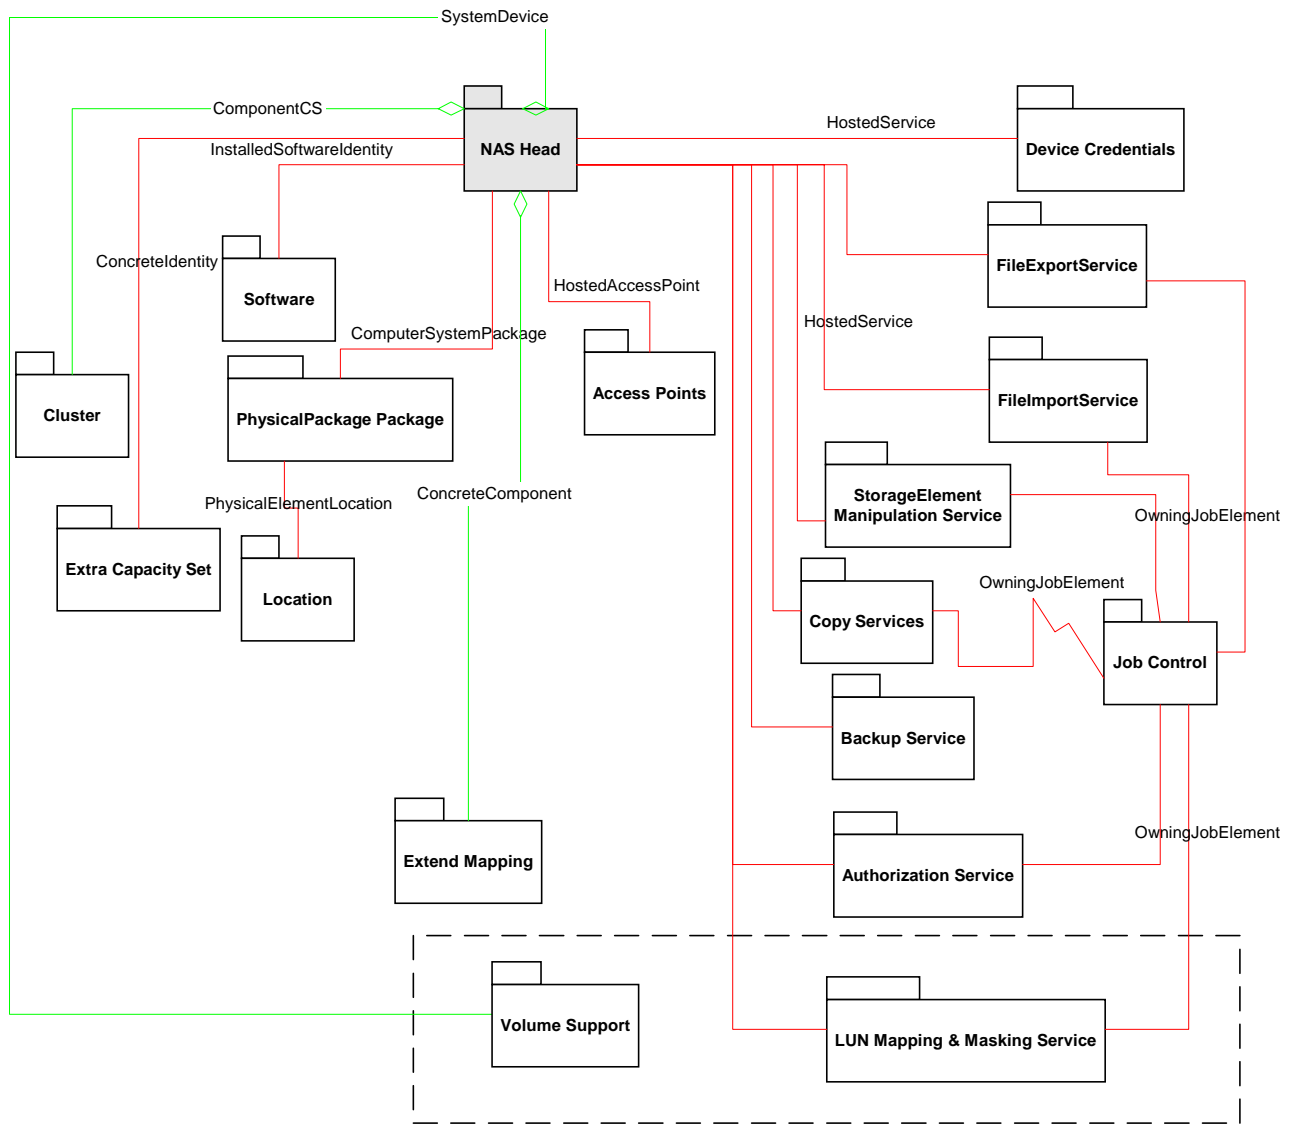 SystemDevice
ComponentCS
HostedService
InstalledSoftwareIdentity
NAS Head
Device Credentials
ConcreteIdentity
FileExportService
Software
HostedAccessPoint
HostedService
ComputerSystemPackage
Access Points
FileImportService
Cluster
PhysicalPackage Package
ConcreteComponent
StorageElement
Manipulation Service
PhysicalElementLocation
OwningJobElement
Extra Capacity Set
OwningJobElement
Location
Copy Services
Job Control
Backup Service
OwningJobElement
Extend Mapping
Authorization Service
Volume Support
LUN Mapping & Masking Service